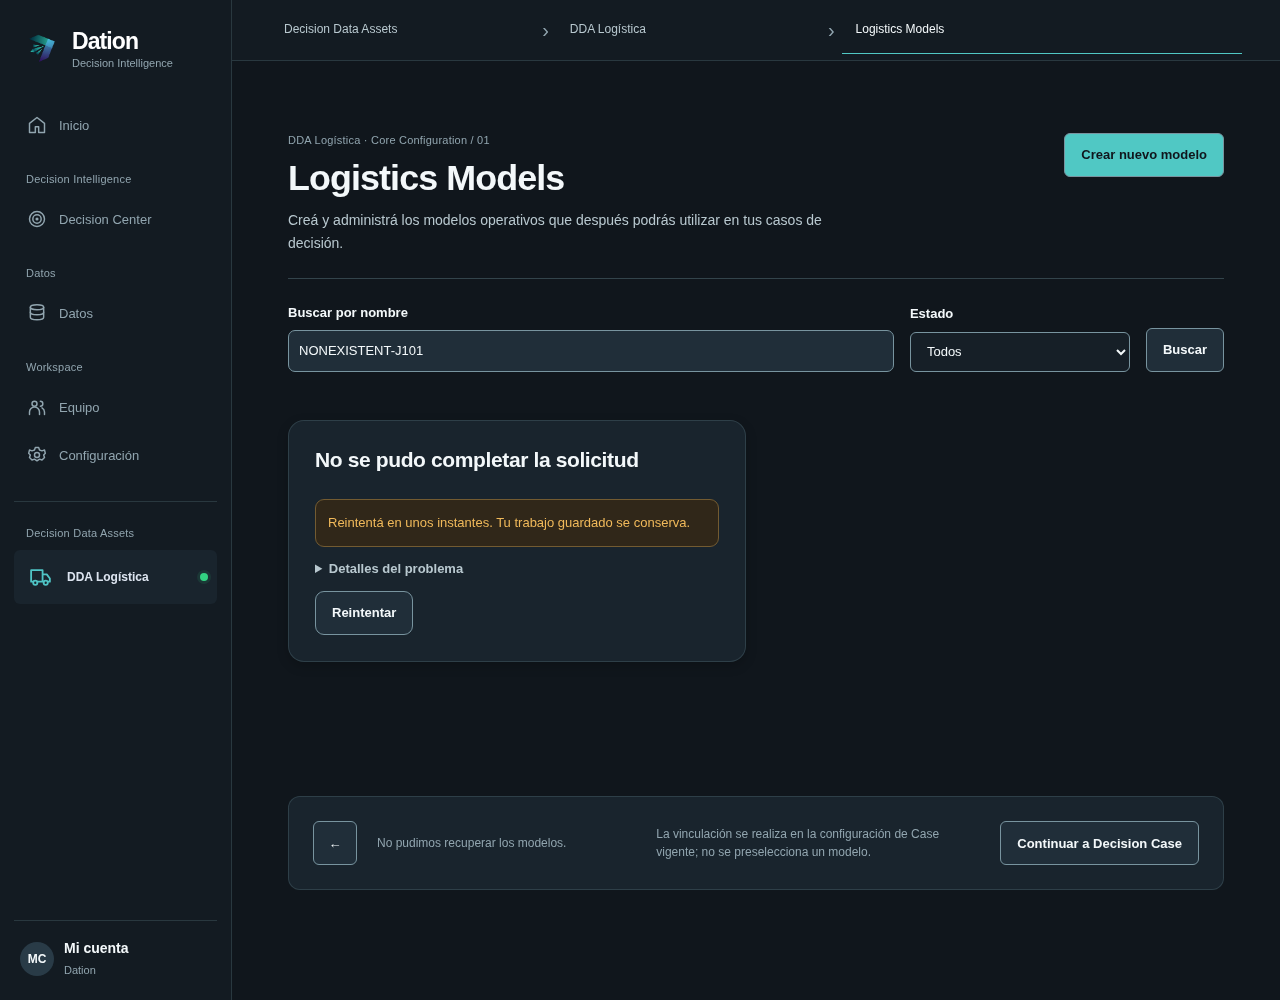 Dation
Decision Intelligence
Inicio
Decision Intelligence
Decision Center
Datos
Datos
Workspace
Equipo
Configuración
Decision Data Assets
DDA Logística
MC
Mi cuenta
Dation
Decision Data Assets › DDA Logística › Logistics Models
DDA Logística · Core Configuration / 01
Logistics Models
Creá y administrá los modelos operativos que después podrás utilizar en tus casos de
decisión.
Crear nuevo modelo
Buscar por nombre
NONEXISTENT-J101
Estado
Todos
Buscar
No se pudo completar la solicitud
Reintentá en unos instantes. Tu trabajo guardado se conserva.
▶ Detalles del problema
Reintentar
←
No pudimos recuperar los modelos.
La vinculación se realiza en la configuración de Case
vigente; no se preselecciona un modelo.
Continuar a Decision Case